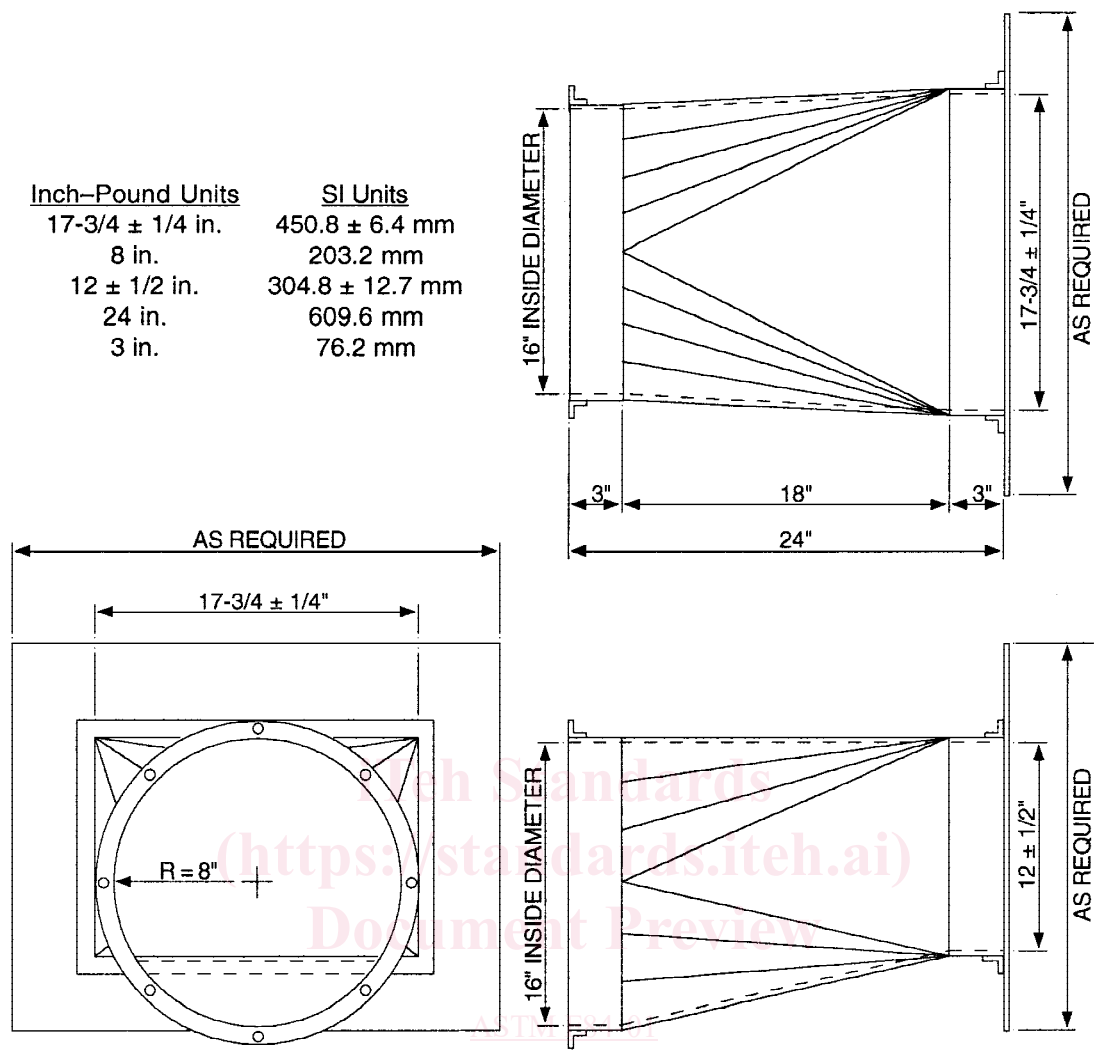 Inch–Pound Units SI Units
17-3/4 ± 1/4 in. 450.8 ± 6.4 mm
8 in. 203.2 mm
12 ± 1/2 in. 304.8 ± 12.7 mm
24 in. 609.6 mm
3 in. 76.2 mm
16" INSIDE DIAMETER
17-3/4 ± 1/4"
AS REQUIRED
3" 18" 3"
24"
AS REQUIRED
17-3/4 ± 1/4"
R = 8"
16" INSIDE DIAMETER
12 ± 1/2"
AS REQUIRED
iTeh Standards
(https://standards.iteh.ai)
Document Preview
ASTM E84-01